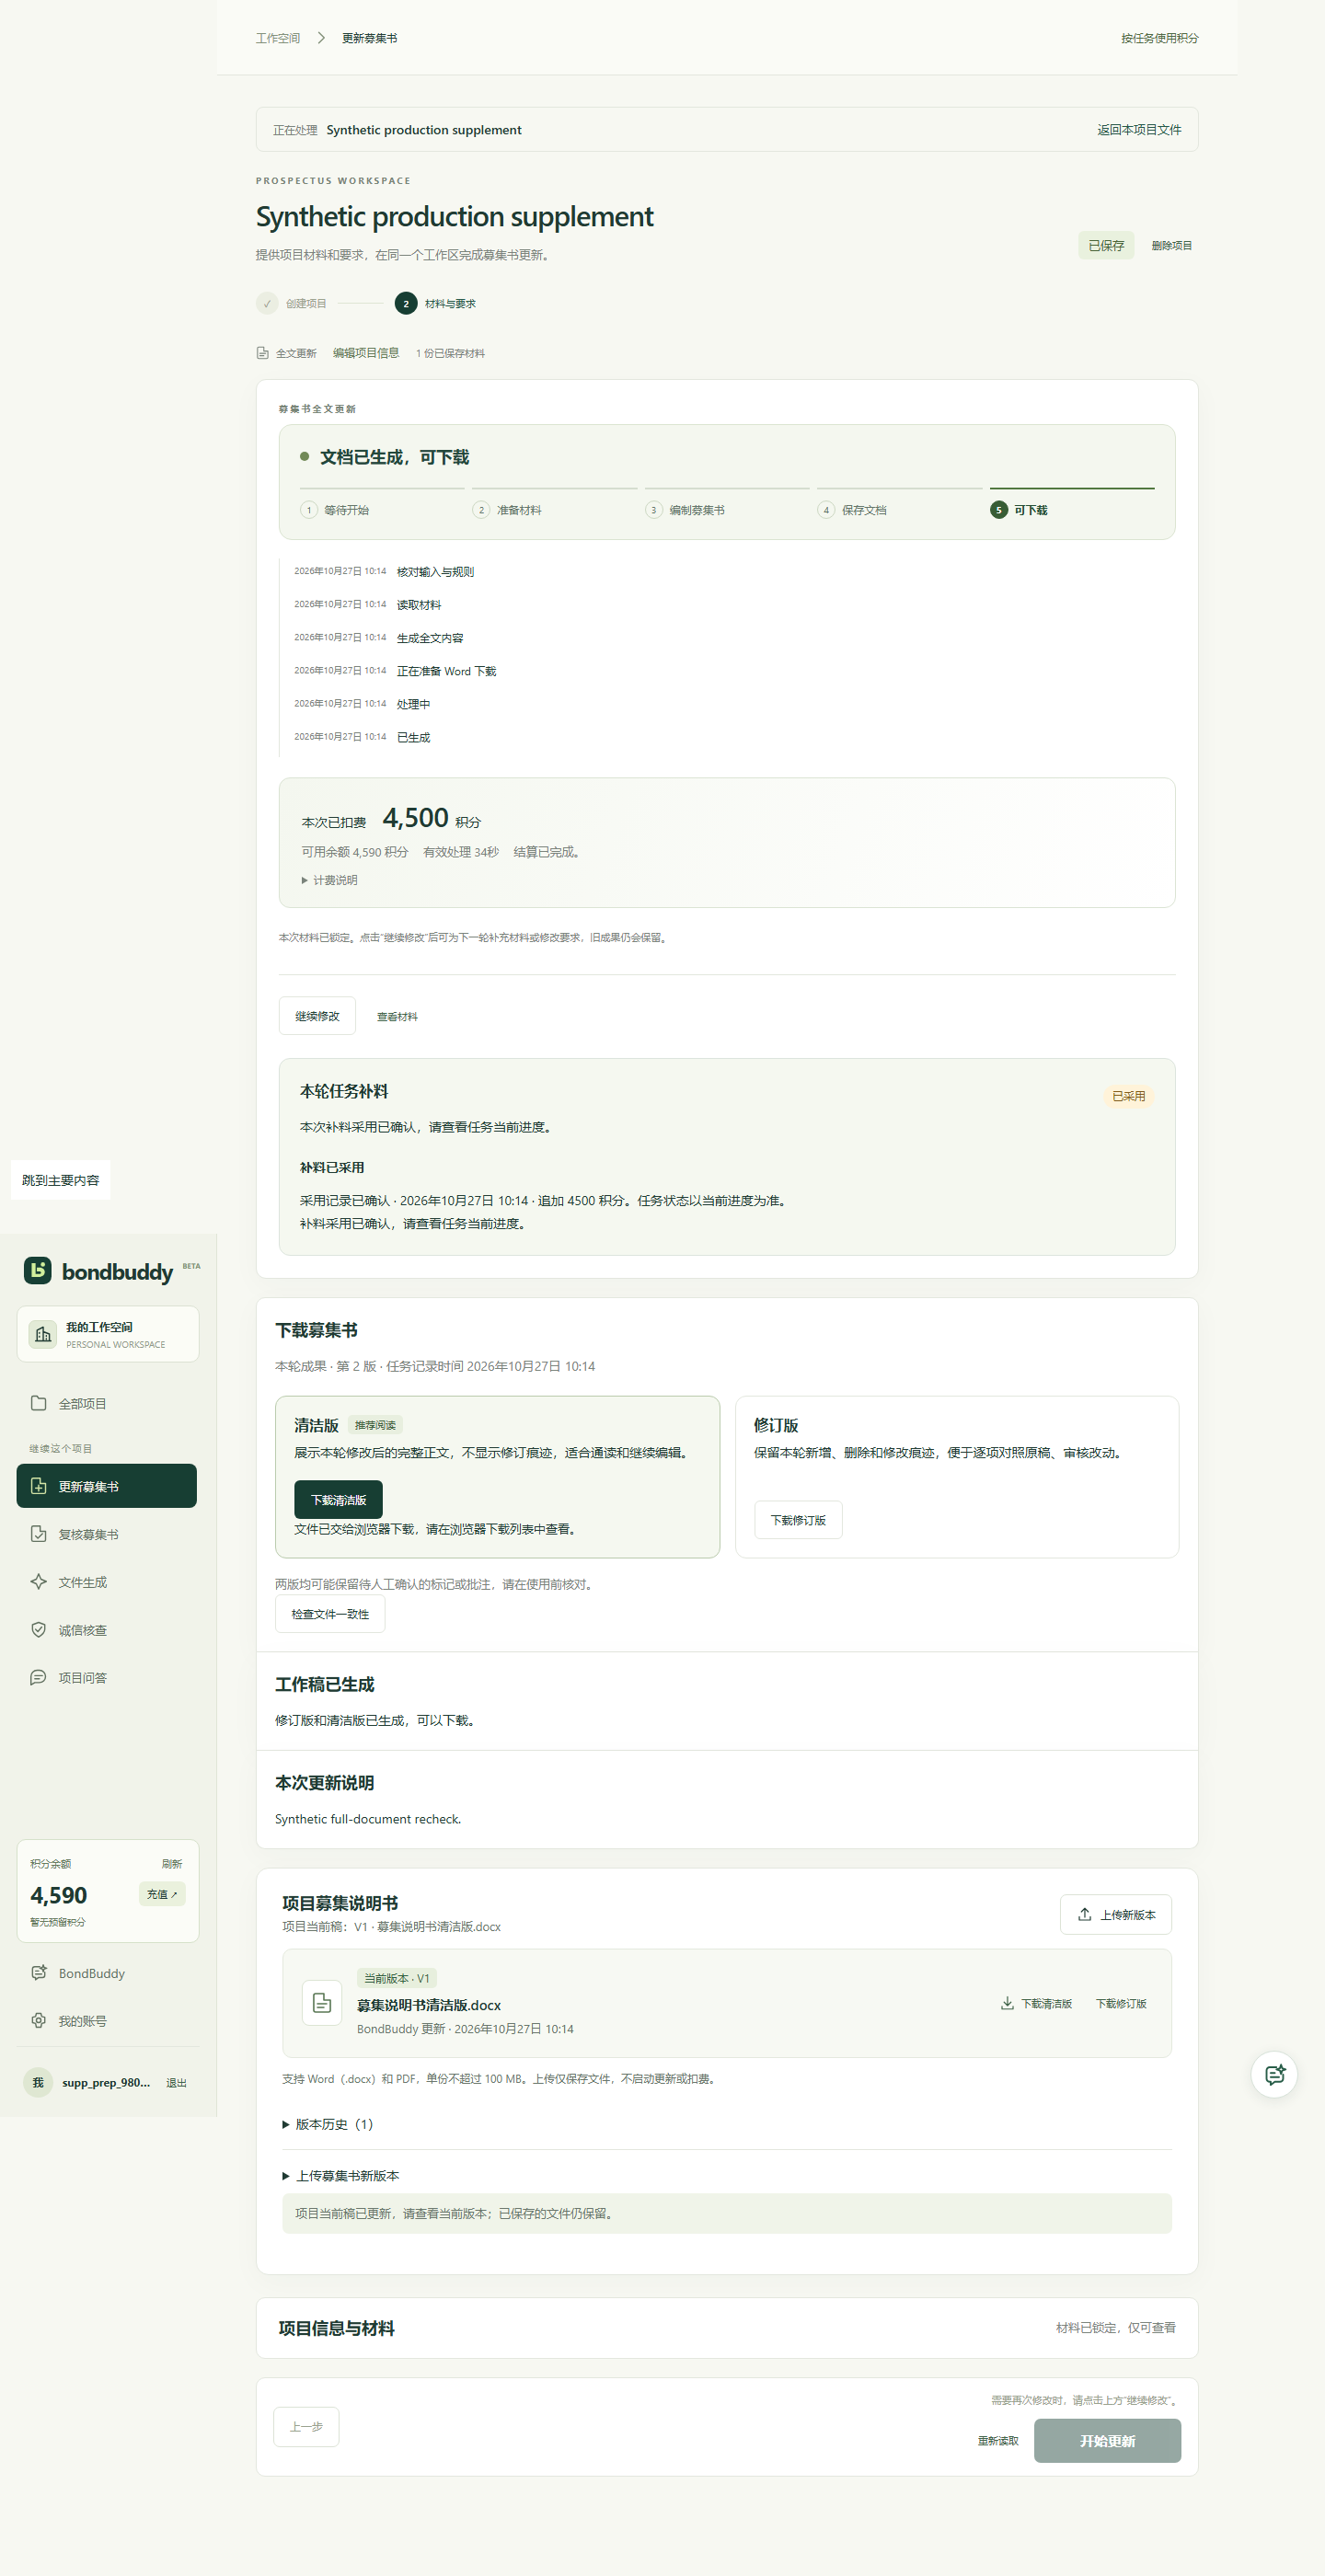 工作空间
更新募集书
按任务使用积分
正在处理 Synthetic production supplement
返回本项目文件
PROSPECTUS WORKSPACE
Synthetic production supplement
提供项目材料和要求，在同一个工作区完成募集书更新。
已保存
删除项目
✓ 创建项目
2 材料与要求
全文更新
编辑项目信息
1 份已保存材料
募集书全文更新
文档已生成，可下载
1 等待开始
2 准备材料
3 编制募集书
4 保存文档
5 可下载
2026年10月27日 10:14 核对输入与规则
2026年10月27日 10:14 读取材料
2026年10月27日 10:14 生成全文内容
2026年10月27日 10:14 正在准备 Word 下载
2026年10月27日 10:14 处理中
2026年10月27日 10:14 已生成
本次已扣费 4,500 积分
可用余额 4,590 积分 有效处理 34秒 结算已完成。
计费说明
本次材料已锁定。点击“继续修改”后可为下一轮补充材料或修改要求，旧成果仍会保留。
继续修改
查看材料
本轮任务补料
已采用
本次补料采用已确认，请查看任务当前进度。
补料已采用
采用记录已确认 · 2026年10月27日 10:14 · 追加 4500 积分。任务状态以当前进度为准。
补料采用已确认，请查看任务当前进度。
跳到主要内容
bondbuddy BETA
我的工作空间
PERSONAL WORKSPACE
全部项目
继续这个项目
更新募集书
复核募集书
文件生成
诚信核查
项目问答
积分余额
刷新
4,590
充值 ↗
暂无预留积分
BondBuddy
我的账号
我 supp_prep_980... 退出
下载募集书
本轮成果 · 第 2 版 · 任务记录时间 2026年10月27日 10:14
清洁版 推荐阅读
展示本轮修改后的完整正文，不显示修订痕迹，适合通读和继续编辑。
下载清洁版
文件已交给浏览器下载，请在浏览器下载列表中查看。
修订版
保留本轮新增、删除和修改痕迹，便于逐项对照原稿、审核改动。
下载修订版
两版均可能保留待人工确认的标记或批注，请在使用前核对。
检查文件一致性
工作稿已生成
修订版和清洁版已生成，可以下载。
本次更新说明
Synthetic full-document recheck.
项目募集说明书
项目当前稿：V1 · 募集说明书清洁版.docx
上传新版本
当前版本 · V1
募集说明书清洁版.docx
BondBuddy 更新 · 2026年10月27日 10:14
下载清洁版
下载修订版
支持 Word（.docx）和 PDF，单份不超过 100 MB。上传仅保存文件，不启动更新或扣费。
版本历史（1）
上传募集书新版本
项目当前稿已更新，请查看当前版本；已保存的文件仍保留。
项目信息与材料
材料已锁定，仅可查看
需要再次修改时，请点击上方“继续修改”。
上一步
重新读取
开始更新